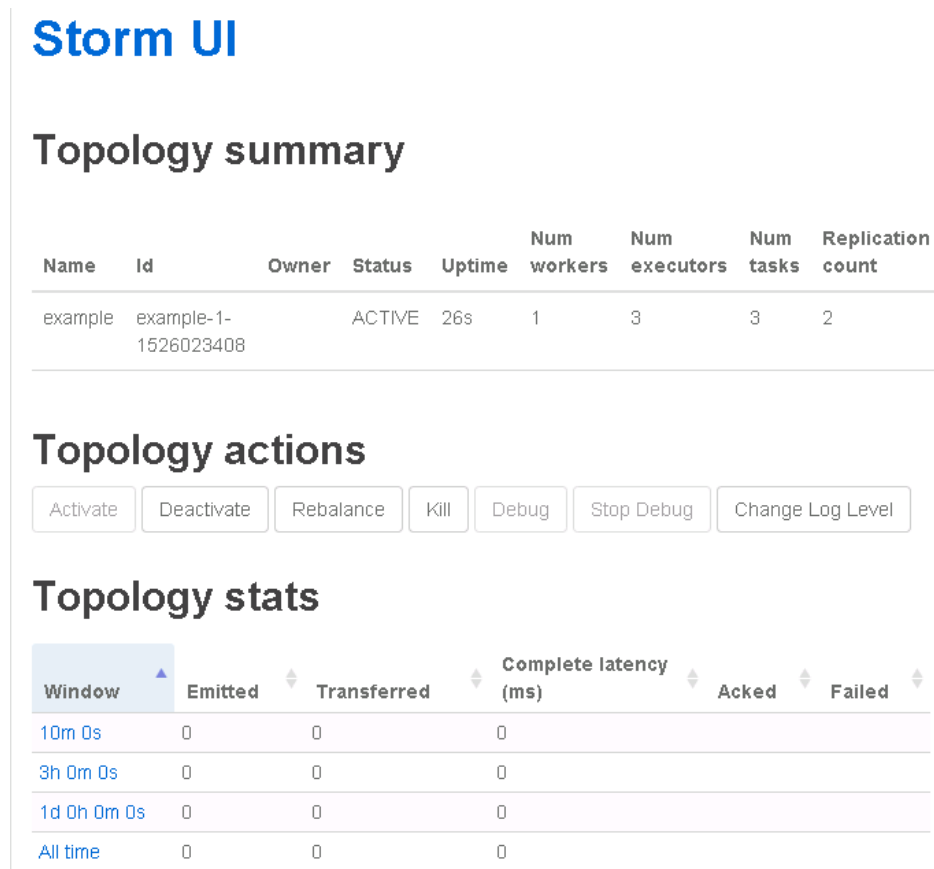 Storm UI
Topology summary
Num Num Num Replication
Name Id Owner Status Uptime workers executors tasks count
example example-1- ACTIVE 26s 1 3 3 2
1526023408
Topology actions
Activate Deactivate Rebalance Kill Debug Stop Debug Change Log Level
Topology stats
Complete latency
Window Emitted Transferred (ms) Acked Failed
10m 0s 0 0 0
3h 0m 0s 0 0 0
1d 0h 0m 0s 0 0 0
All time 0 0 0